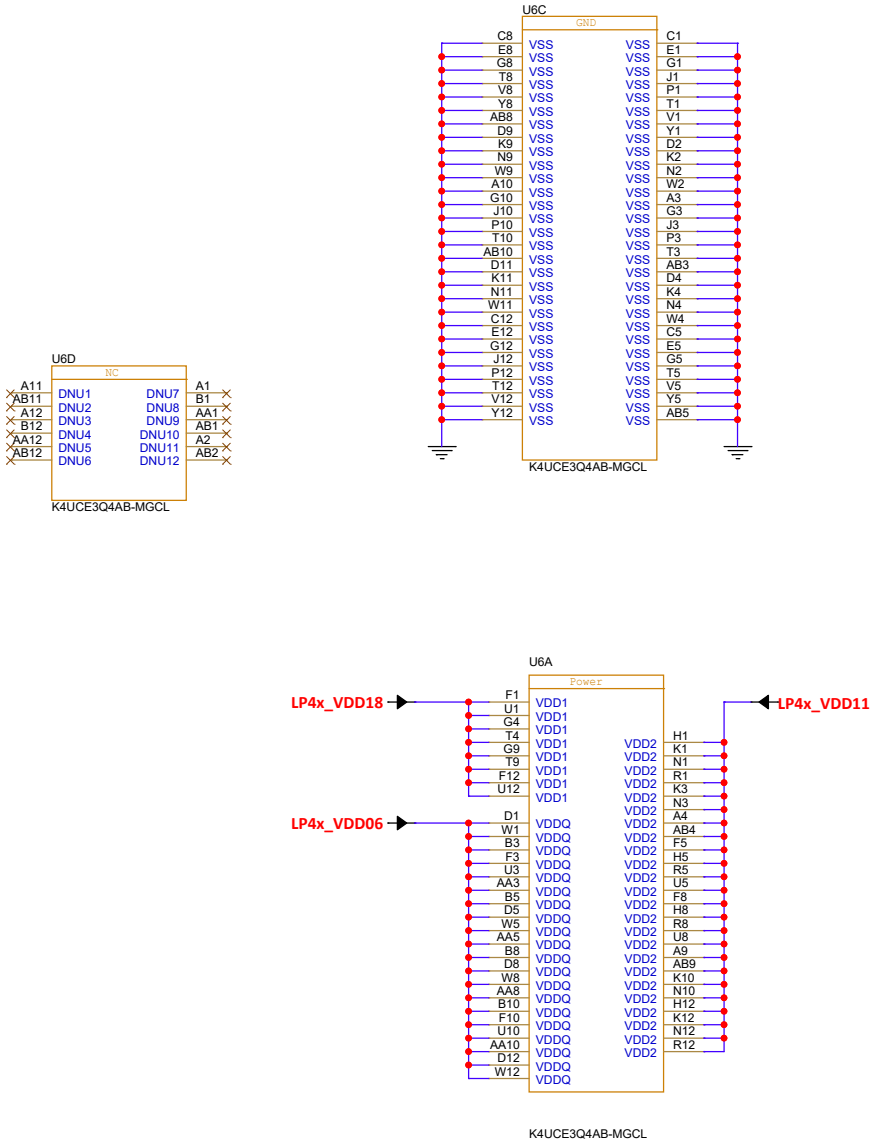 U6C
GND
C8 VSS VSS C1
E8 VSS VSS E1
G8 VSS VSS G1
T8 VSS VSS J1
V8 VSS VSS P1
Y8 VSS VSS T1
AB8 VSS VSS V1
D9 VSS VSS Y1
K9 VSS VSS D2
N9 VSS VSS K2
W9 VSS VSS N2
A10 VSS VSS W2
G10 VSS VSS A3
J10 VSS VSS G3
P10 VSS VSS J3
T10 VSS VSS P3
AB10 VSS VSS T3
D11 VSS VSS AB3
K11 VSS VSS D4
N11 VSS VSS K4
W11 VSS VSS N4
C12 VSS VSS W4
E12 VSS VSS C5
G12 VSS VSS E5
J12 VSS VSS G5
P12 VSS VSS T5
T12 VSS VSS V5
V12 VSS VSS Y5
Y12 VSS VSS AB5
K4UCE3Q4AB-MGCL
U6D
NC
A11 DNU1 DNU7 A1
AB11 DNU2 DNU8 B1
A12 DNU3 DNU9 AA1
B12 DNU4 DNU10 AB1
AA12 DNU5 DNU11 A2
AB12 DNU6 DNU12 AB2
K4UCE3Q4AB-MGCL
U6A
Power
LP4x_VDD18 F1 VDD1 LP4x_VDD11
U1 VDD1
G4 VDD1
T4 VDD1 VDD2 H1
G9 VDD1 VDD2 K1
T9 VDD1 VDD2 N1
F12 VDD1 VDD2 R1
U12 VDD1 VDD2 K3
VDD2 N3
LP4x_VDD06 D1 VDDQ VDD2 A4
W1 VDDQ VDD2 AB4
B3 VDDQ VDD2 F5
F3 VDDQ VDD2 H5
U3 VDDQ VDD2 R5
AA3 VDDQ VDD2 U5
B5 VDDQ VDD2 F8
D5 VDDQ VDD2 H8
W5 VDDQ VDD2 R8
AA5 VDDQ VDD2 U8
B8 VDDQ VDD2 A9
D8 VDDQ VDD2 AB9
W8 VDDQ VDD2 K10
AA8 VDDQ VDD2 N10
B10 VDDQ VDD2 H12
F10 VDDQ VDD2 K12
U10 VDDQ VDD2 N12
AA10 VDDQ VDD2 R12
D12 VDDQ
W12 VDDQ
K4UCE3Q4AB-MGCL